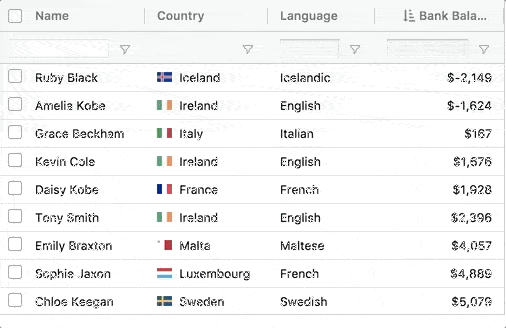 Name Country Language Bank Bala...
Ruby Black Iceland Icelandic $-2,149
Amelia Kobe Ireland English $-1,624
Grace Beckham Italy Italian $167
Kevin Cole Ireland English $1,576
Daisy Kobe France French $1,928
Tony Smith Ireland English $2,396
Emily Braxton Malta Maltese $4,057
Sophie Jaxon Luxembourg French $4,889
Chloe Keegan Sweden Swedish $5,079